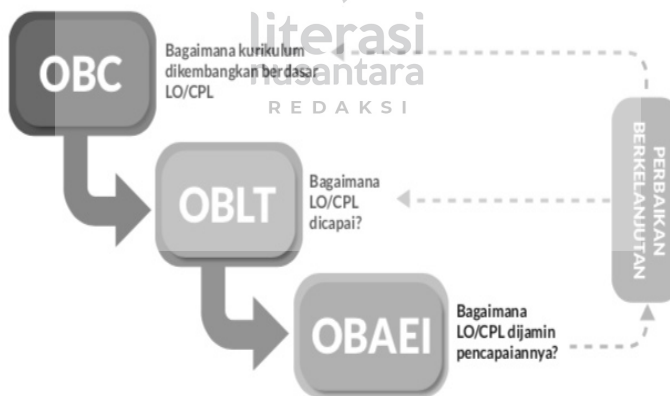 literasi
nusantara
REDAKSI
OBC
Bagaimana kurikulum
dikembangkan berdasar
LO/CPL
OBLT
Bagaimana
LO/CPL
dicapai?
OBAEI
Bagaimana
LO/CPL dijamin
pencapaiannya?
PERBAIKAN
BERKELANJUTAN